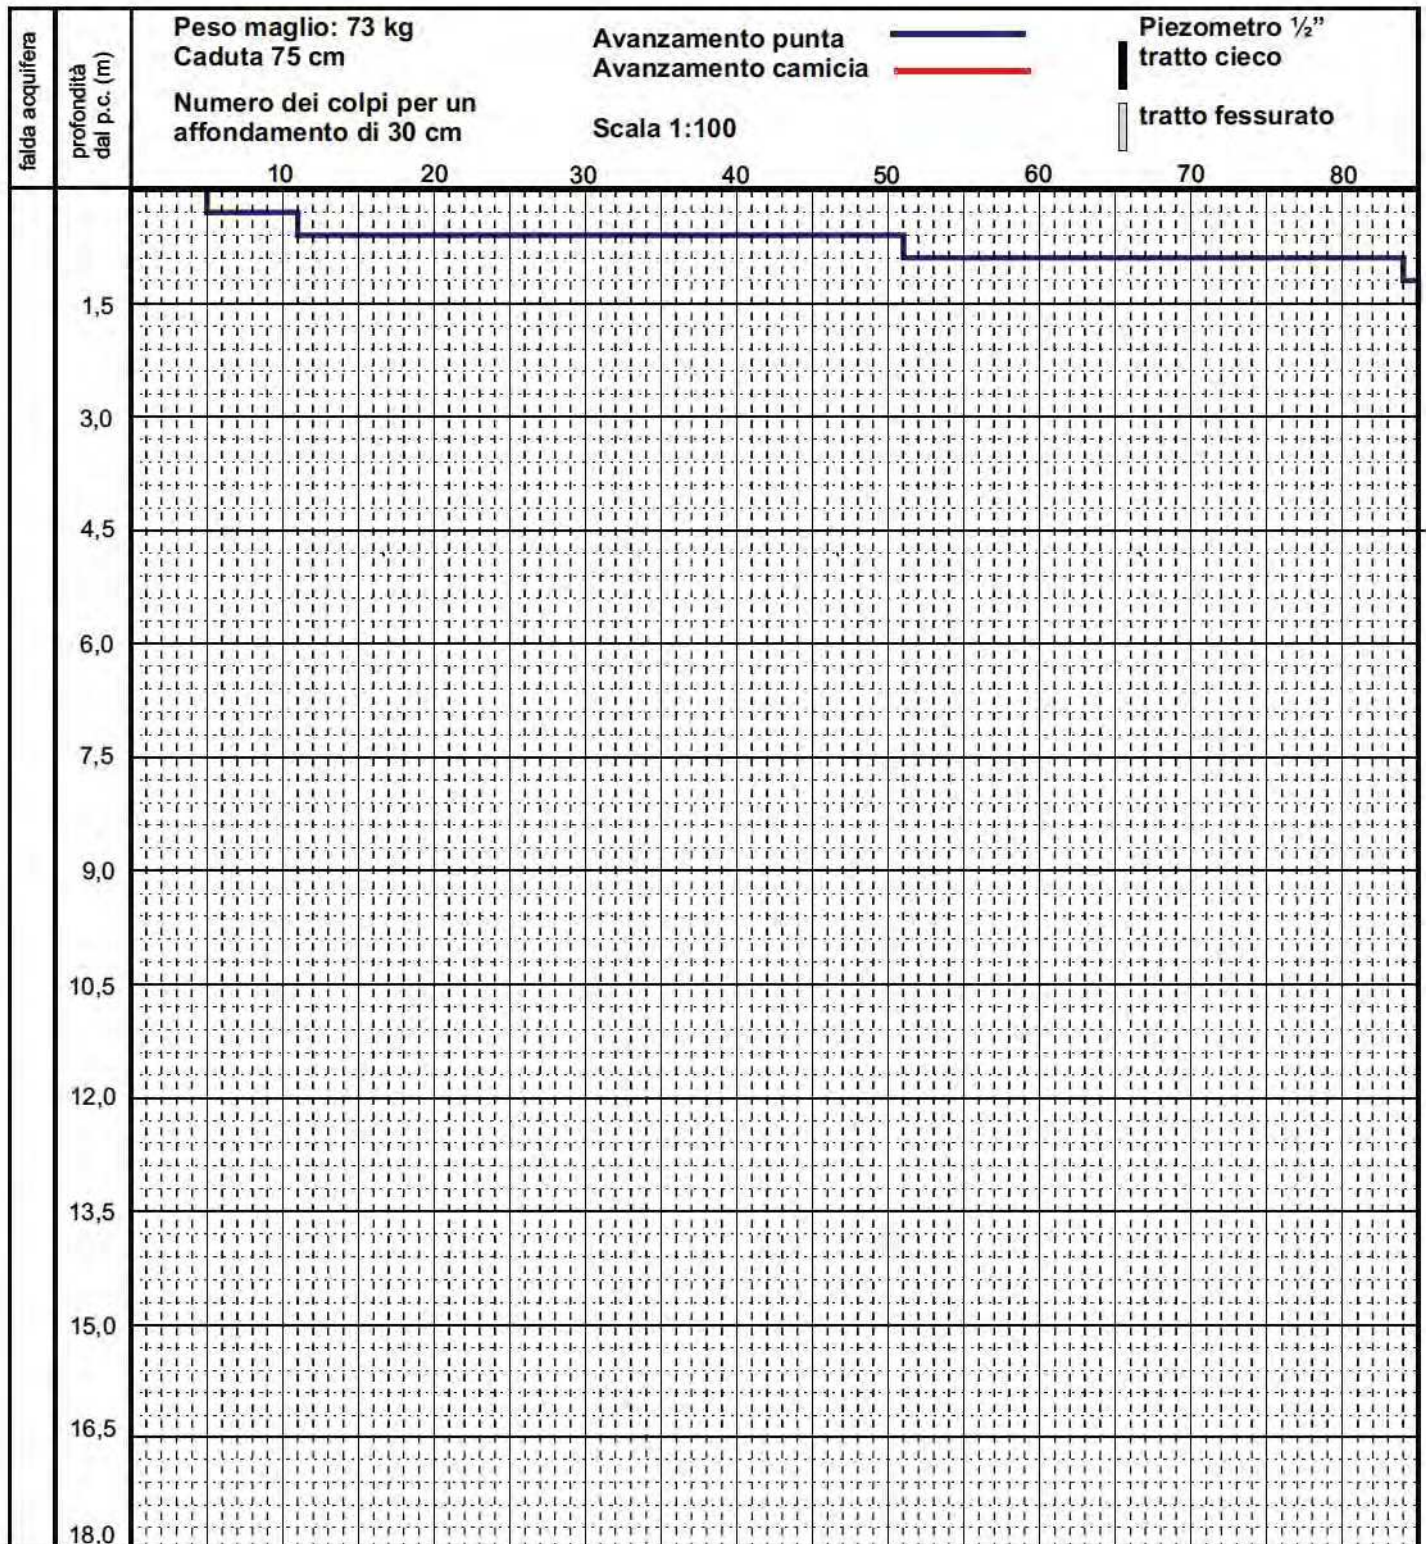 falda acquifera
profondità
dal p.c. (m)
Peso maglio: 73 kg
Caduta 75 cm
Numero dei colpi per un
affondamento di 30 cm
Avanzamento punta
Avanzamento camicia
Scala 1:100
Piezometro ½”
tratto cieco
tratto fessurato
10 20 30 40 50 60 70 80
1,5
3,0
4,5
6,0
7,5
9,0
10,5
12,0
13,5
15,0
16,5
18,0